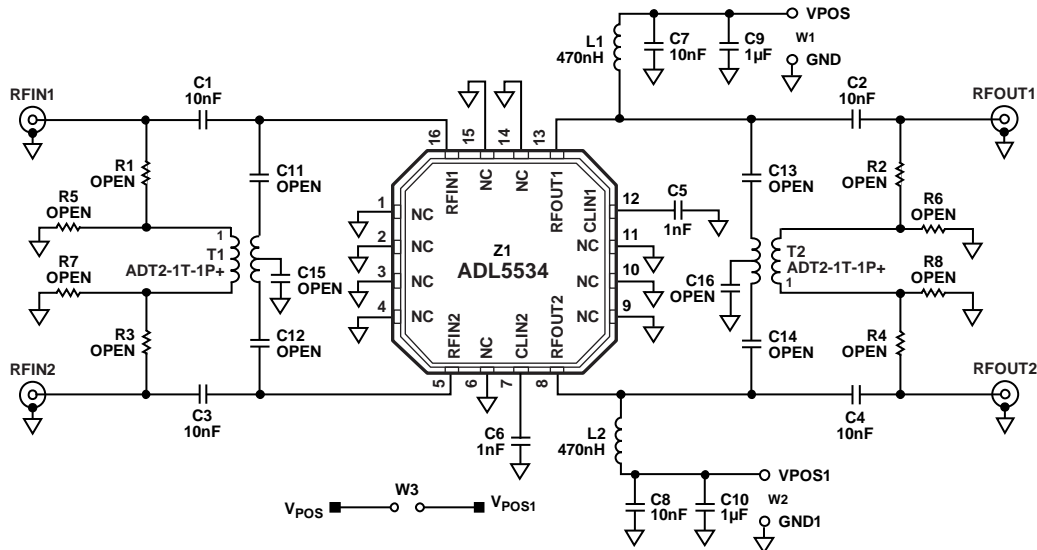 VPOS
W1
GND
L1
470nH
C7
10nF
C9
1µF
C1
10nF
C2
10nF
RFIN1
RFOUT1
16
15
14
13
R1
OPEN
C11
OPEN
RFIN1
NC
NC
RFOUT1
CLIN1
12
C5
1nF
C13
OPEN
R2
OPEN
R5
OPEN
R6
OPEN
1
NC
2
NC
3
NC
4
NC
1
T1
ADT2-1T-1P+
Z1
ADL5534
11
NC
10
NC
9
NC
T2
ADT2-1T-1P+
1
R7
OPEN
C15
OPEN
C16
OPEN
R8
OPEN
R3
OPEN
C12
OPEN
RFIN2
NC
CLIN2
RFOUT2
C14
OPEN
R4
OPEN
RFIN2
RFOUT2
5
6
7
8
C3
10nF
C4
10nF
C6
1nF
L2
470nH
VPOS1
W2
GND1
C8
10nF
C10
1µF
VPOS
W3
VPOS1